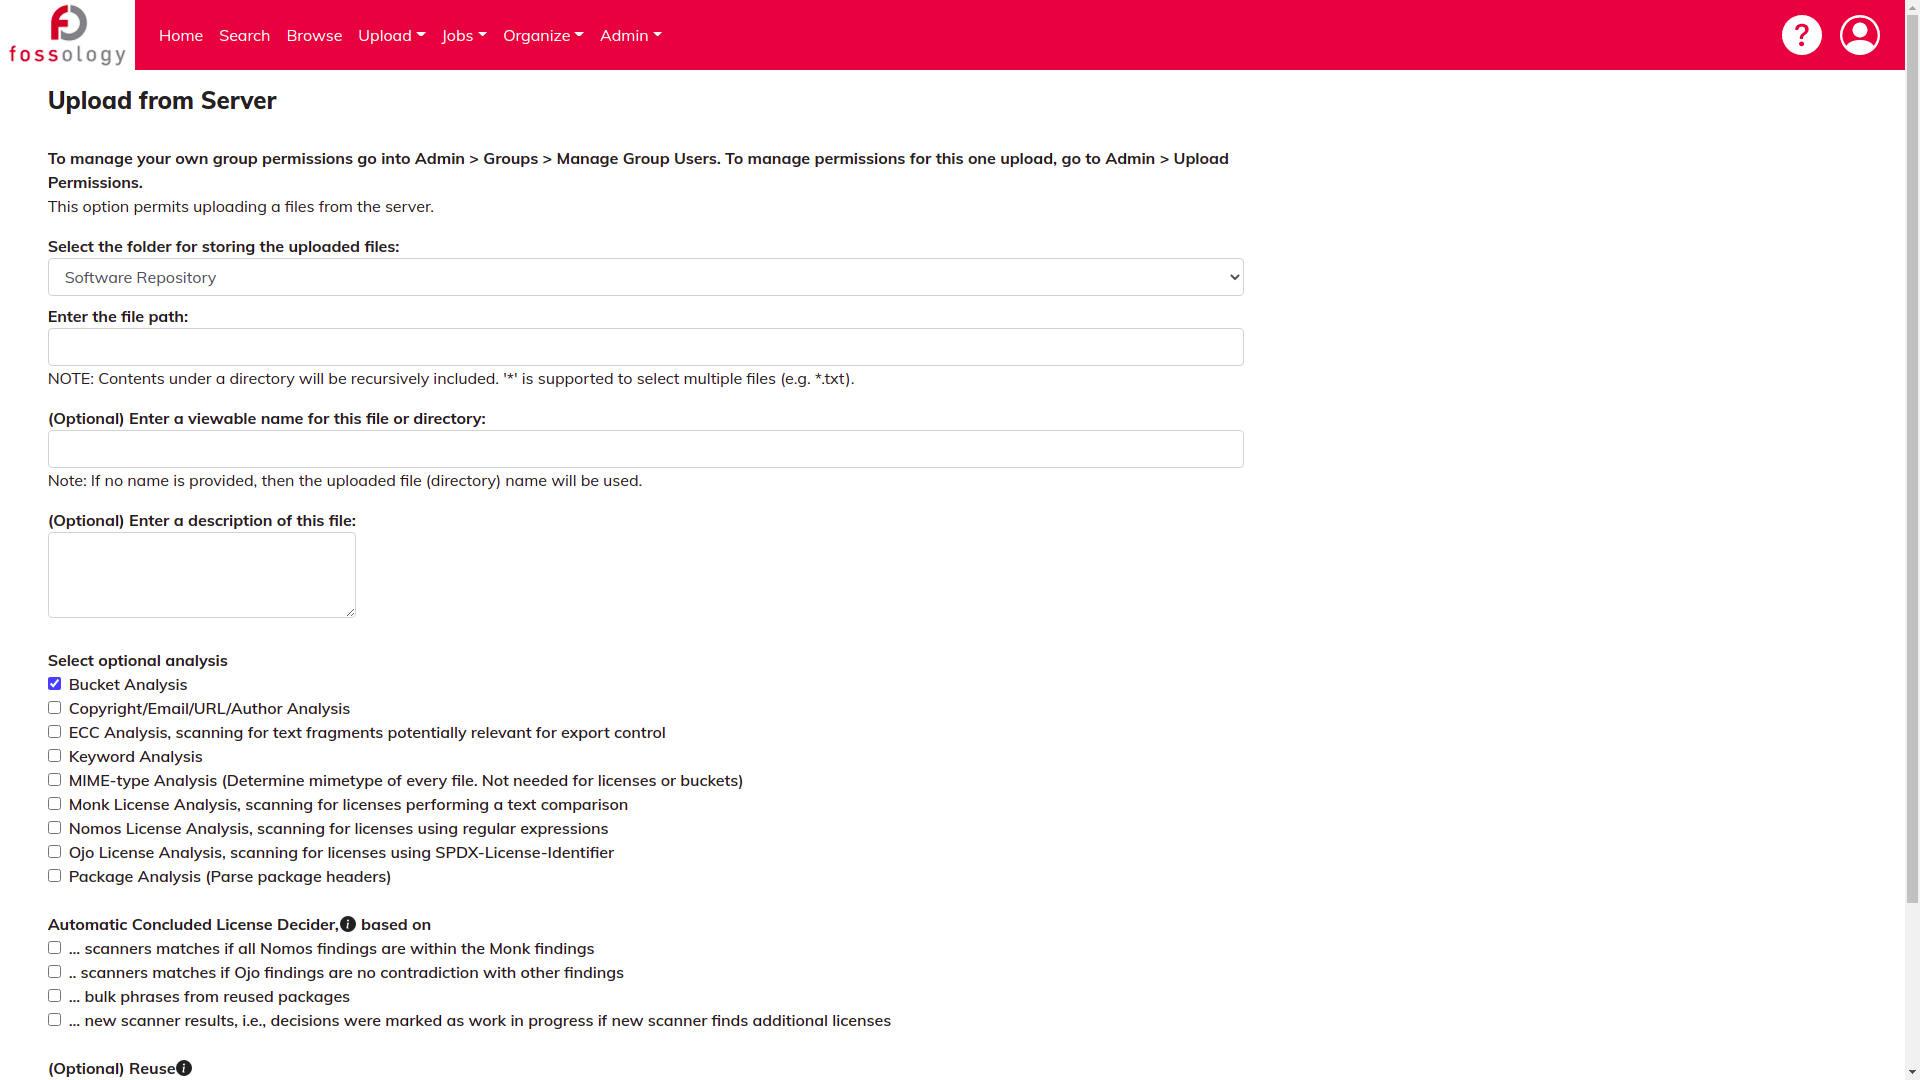 fossology
Home Search Browse Upload Jobs Organize Admin
?
Upload from Server
To manage your own group permissions go into Admin > Groups > Manage Group Users. To manage permissions for this one upload, go to Admin > Upload
Permissions.
This option permits uploading a files from the server.
Select the folder for storing the uploaded files:
Software Repository
Enter the file path:
NOTE: Contents under a directory will be recursively included. '*' is supported to select multiple files (e.g. *.txt).
(Optional) Enter a viewable name for this file or directory:
Note: If no name is provided, then the uploaded file (directory) name will be used.
(Optional) Enter a description of this file:
Select optional analysis
Bucket Analysis
Copyright/Email/URL/Author Analysis
ECC Analysis, scanning for text fragments potentially relevant for export control
Keyword Analysis
MIME-type Analysis (Determine mimetype of every file. Not needed for licenses or buckets)
Monk License Analysis, scanning for licenses performing a text comparison
Nomos License Analysis, scanning for licenses using regular expressions
Ojo License Analysis, scanning for licenses using SPDX-License-Identifier
Package Analysis (Parse package headers)
Automatic Concluded License Decider,i based on
... scanners matches if all Nomos findings are within the Monk findings
.. scanners matches if Ojo findings are no contradiction with other findings
... bulk phrases from reused packages
... new scanner results, i.e., decisions were marked as work in progress if new scanner finds additional licenses
(Optional) Reusei